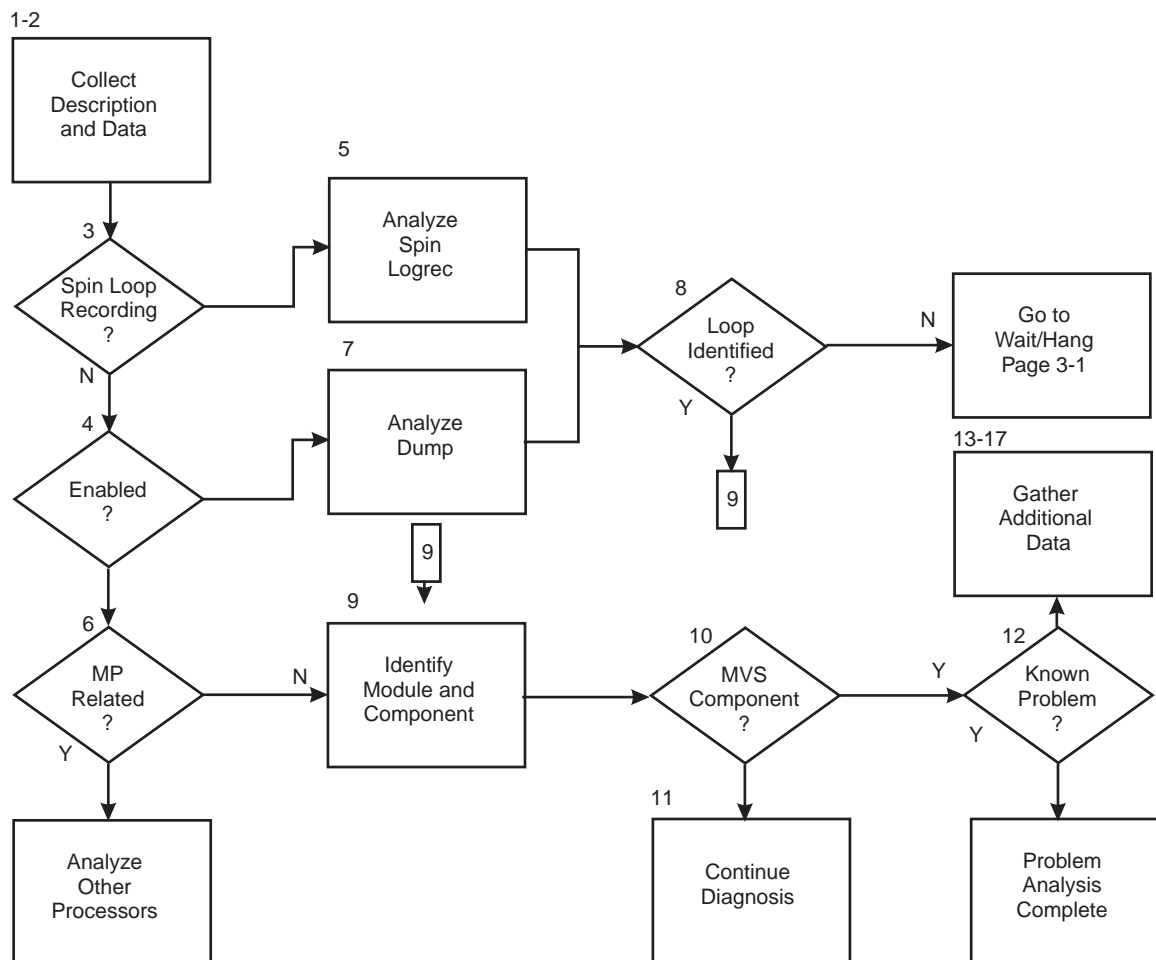 1-2
Collect
Description
and Data
3
Spin Loop
Recording
?
N
5
Analyze
Spin
Logrec
4
Enabled
?
7
Analyze
Dump
8
Loop
Identified
?
N
Y
Go to
Wait/Hang
Page 3-1
9
9
6
MP
Related
?
N
Y
Analyze
Other
Processors
9
Identify
Module and
Component
10
MVS
Component
?
Y
11
Continue
Diagnosis
12
Known
Problem
?
Y
13-17
Gather
Additional
Data
Problem
Analysis
Complete